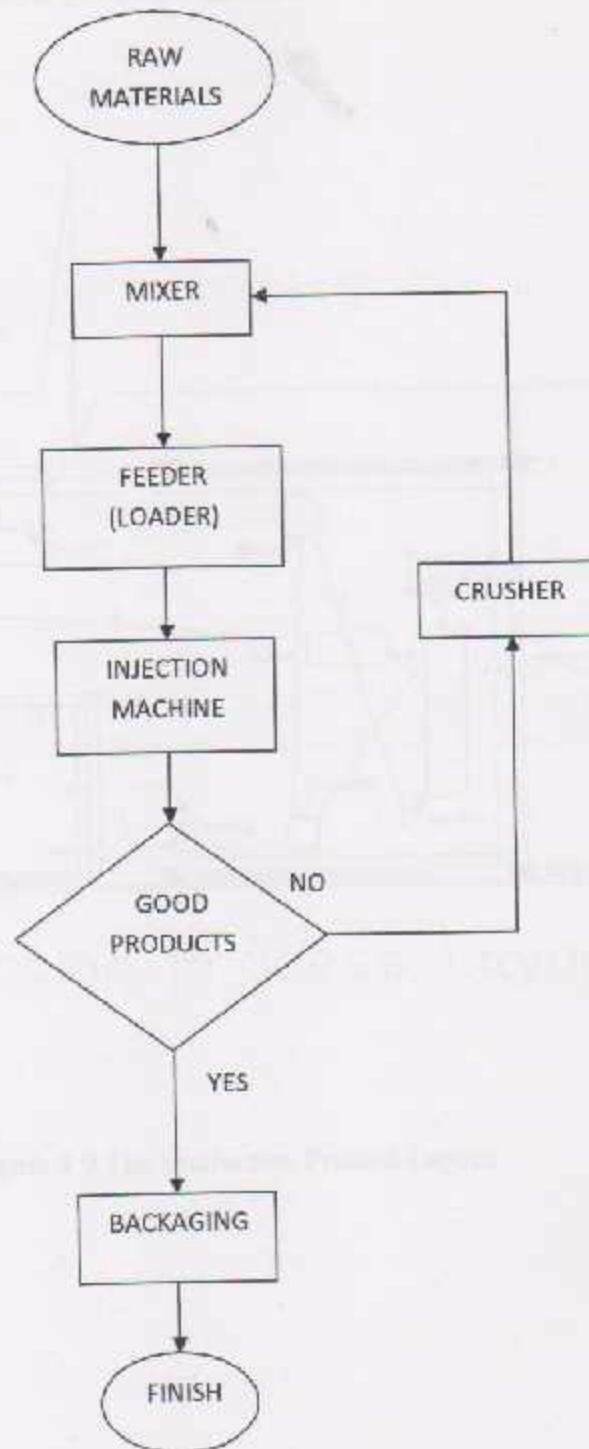 RAW
MATERIALS
MIXER
FEEDER
(LOADER)
CRUSHER
INJECTION
MACHINE
NO
GOOD
PRODUCTS
YES
BACKAGING
FINISH